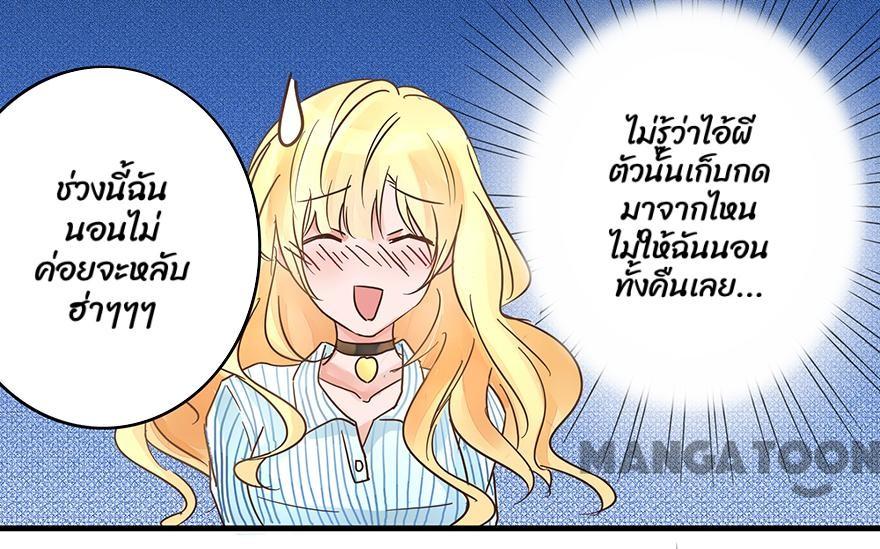 ช่วงนี้ฉัน
นอนไม่
ค่อยจะหลับ
ฮ่าๆๆๆ
ไม่รู้ว่าไอ้ผี
ตัวนั้นเก็บกด
มาจากไหน
ไม่ให้ฉันนอน
ทั้งคืนเลย...
MANGATOON